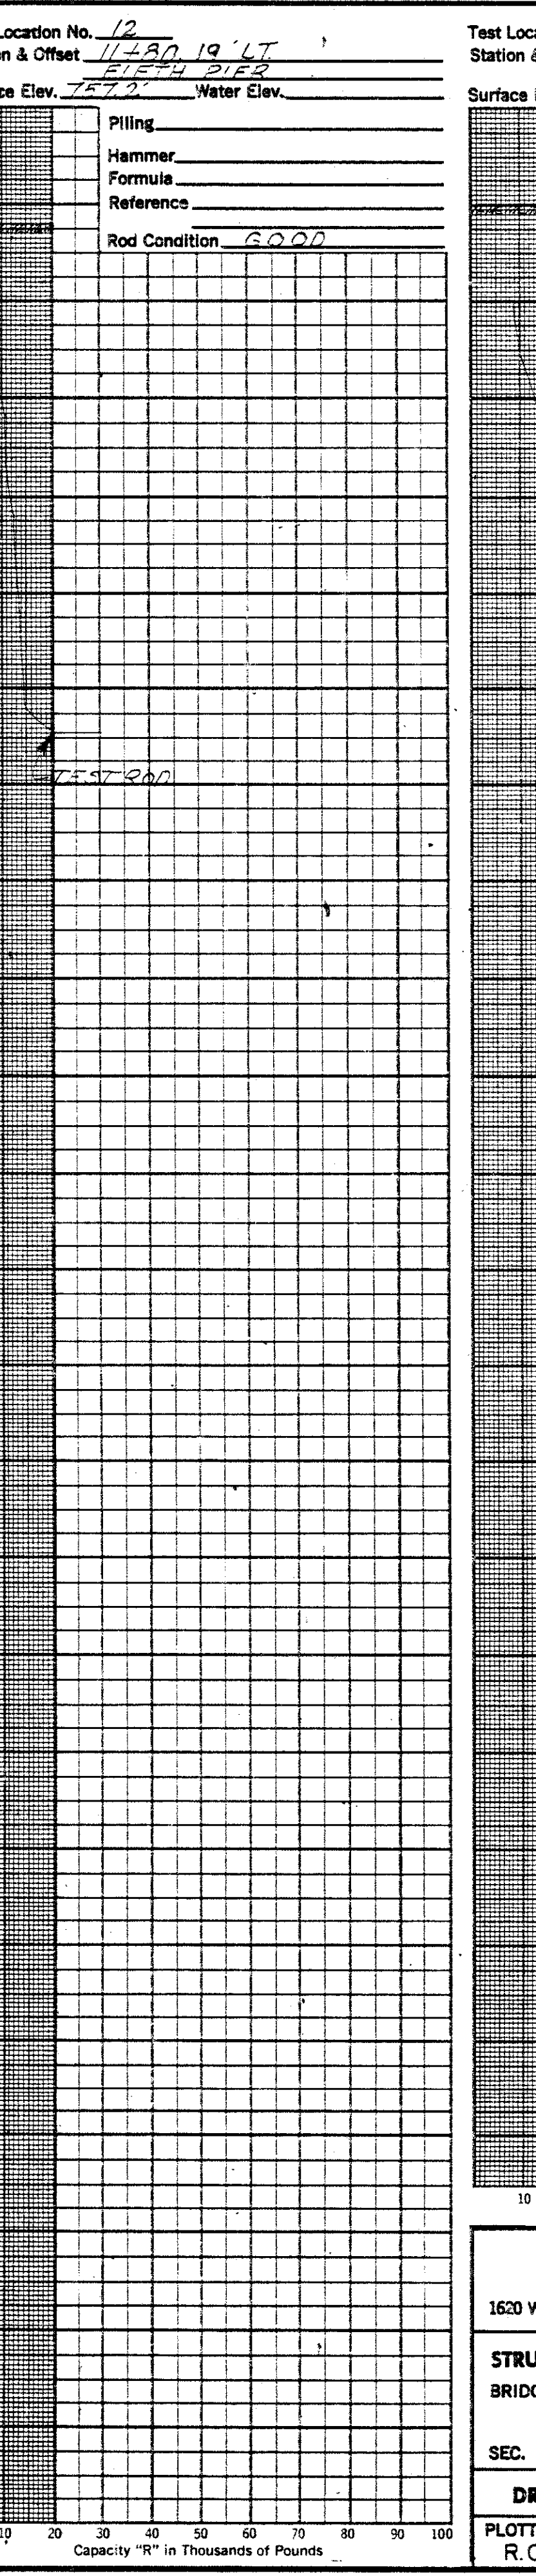 Location No. 12
n & Offset 11+80, 19' LT.
FIFTH PIER
ce Elev. 757.2' Water Elev.
Piling
Hammer
Formula
Reference
Rod Condition GOOD
TEST ROD
10 20 30 40 50 60 70 80 90 100
Capacity "R" in Thousands of Pounds
Test Loca
Station &
Surface
10
1620 W
STRU
BRIDG
SEC.
DR
PLOTT
R.C